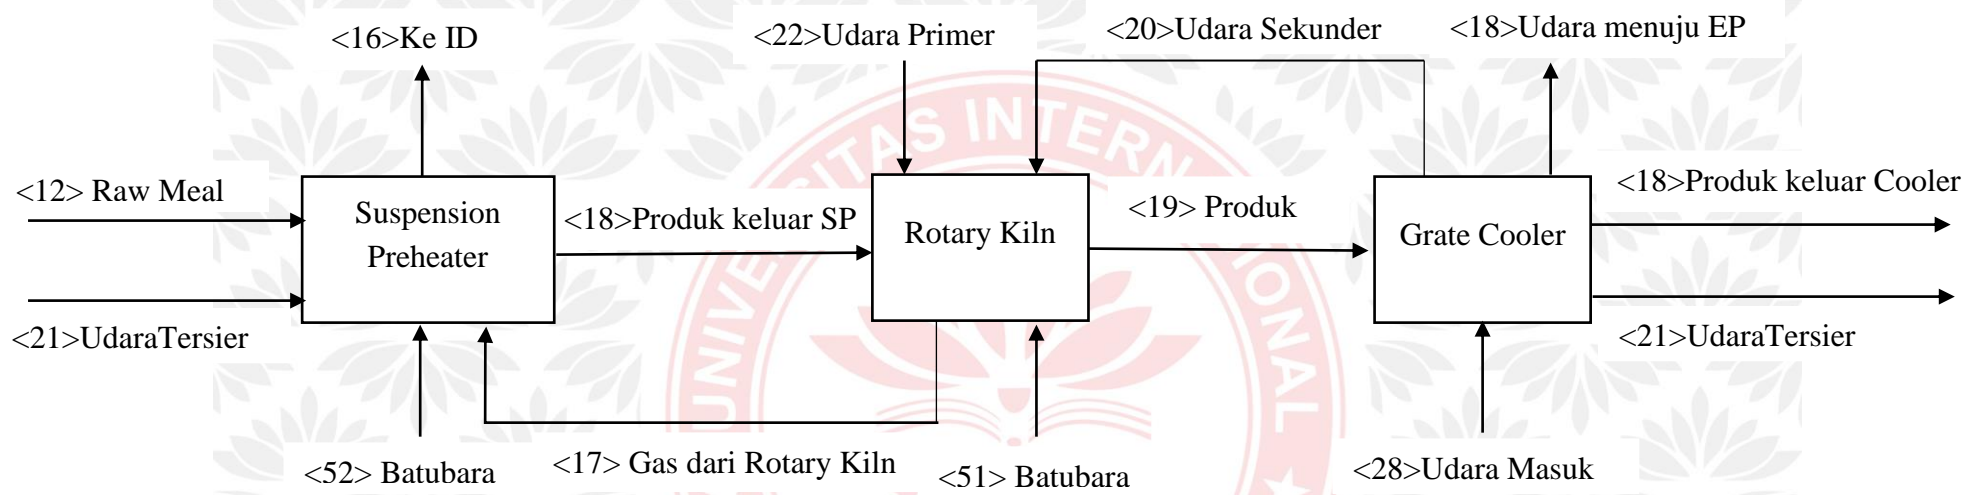 <16>Ke ID
<22>Udara Primer
<20>Udara Sekunder
<18>Udara menuju EP
<12> Raw Meal
Suspension
Preheater
<18>Produk keluar SP
Rotary Kiln
<19> Produk
Grate Cooler
<18>Produk keluar Cooler
<21>UdaraTersier
<21>UdaraTersier
<52> Batubara
<17> Gas dari Rotary Kiln
<51> Batubara
<28>Udara Masuk
UNIVERSITAS INTERNASIONAL